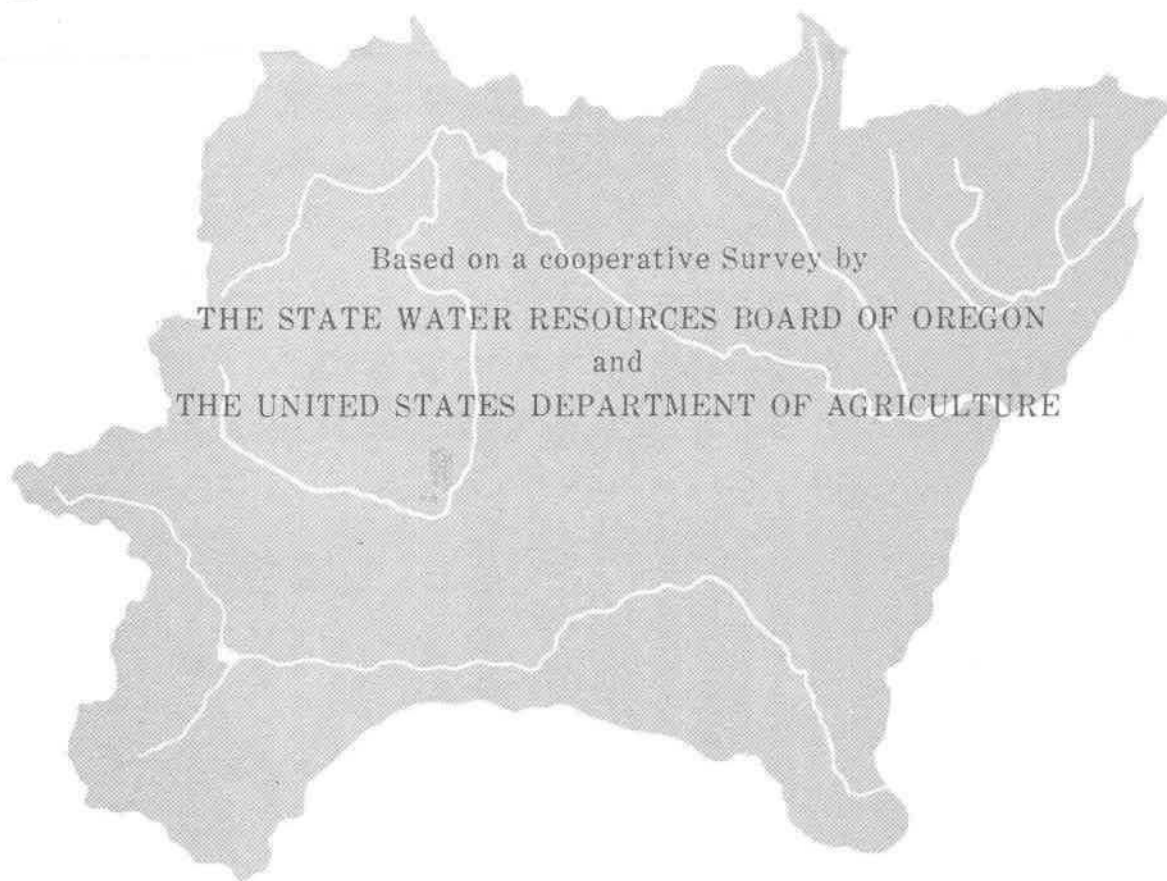 Based on a cooperative Survey by
THE STATE WATER RESOURCES BOARD OF OREGON
and
THE UNITED STATES DEPARTMENT OF AGRICULTURE